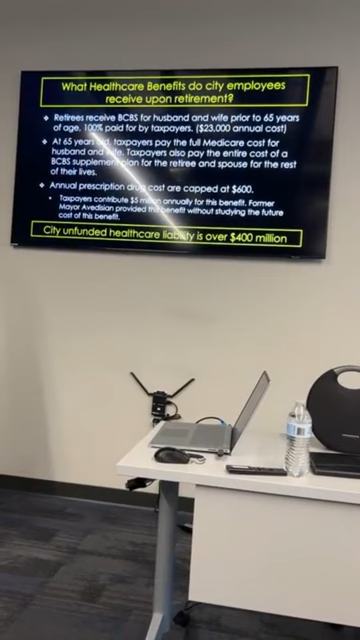 What Healthcare Benefits do city employees
receive upon retirement?
❖ Retirees receive BCBS for husband and wife prior to 65 years
of age, 100% paid for by taxpayers. ($23,000 annual cost)
❖ At 65 years old, taxpayers pay the full Medicare cost for
husband and wife. Taxpayers also pay the entire cost of a
BCBS supplement plan for the retiree and spouse for the rest
of their lives.
❖ Annual prescription drug cost are capped at $600.
• Taxpayers contribute $5 million annually for this benefit. Former
Mayor Avedisian provided this benefit without studying the future
cost of this benefit.
City unfunded healthcare liability is over $400 million